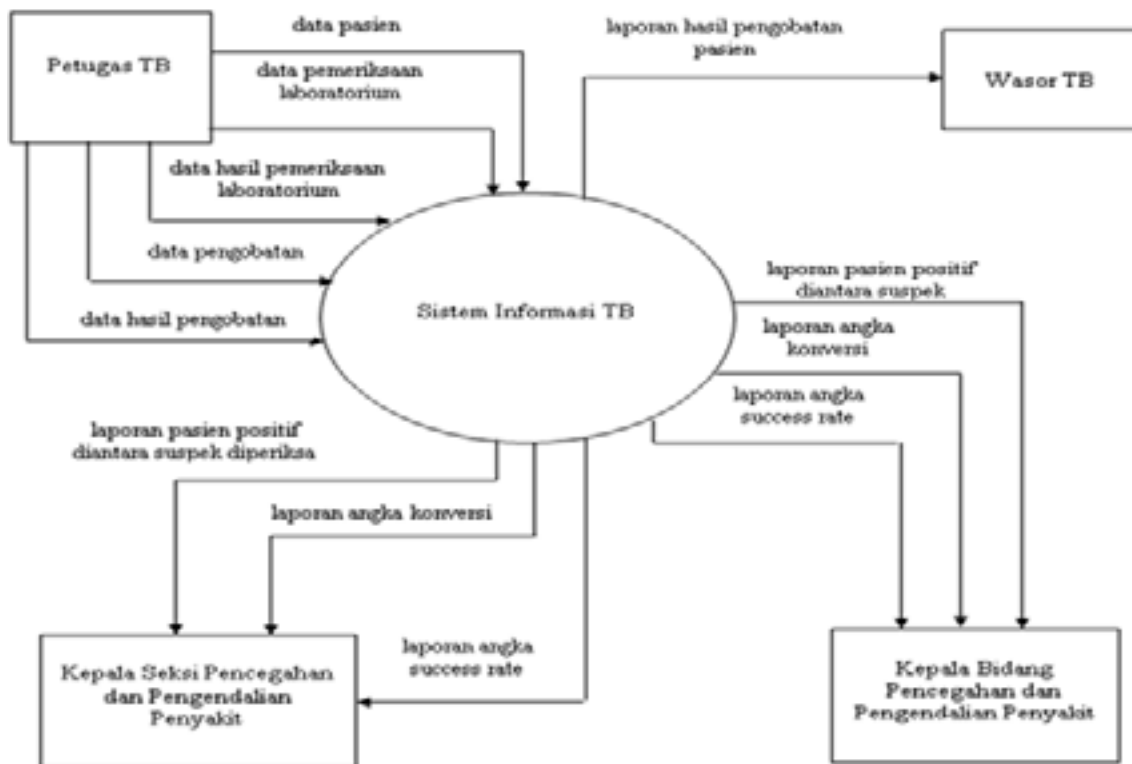 data pasien
Petugas TB
data pemeriksaan
laboratorium
data hasil pemeriksaan
laboratorium
data pengobatan
data hasil pengobatan
laporan hasil pengobatan
pasien
Wasor TB
Sistem Informasi TB
laporan pasien positif
diantara suspek
laporan angka
konversi
laporan angka
success rate
laporan pasien positif
diantara suspek diperiksa
laporan angka konversi
laporan angka
success rate
Kepala Seksi Pencegahan
dan Pengendalian
Penyakit
Kepala Bidang
Pencegahan dan
Pengendalian Penyakit